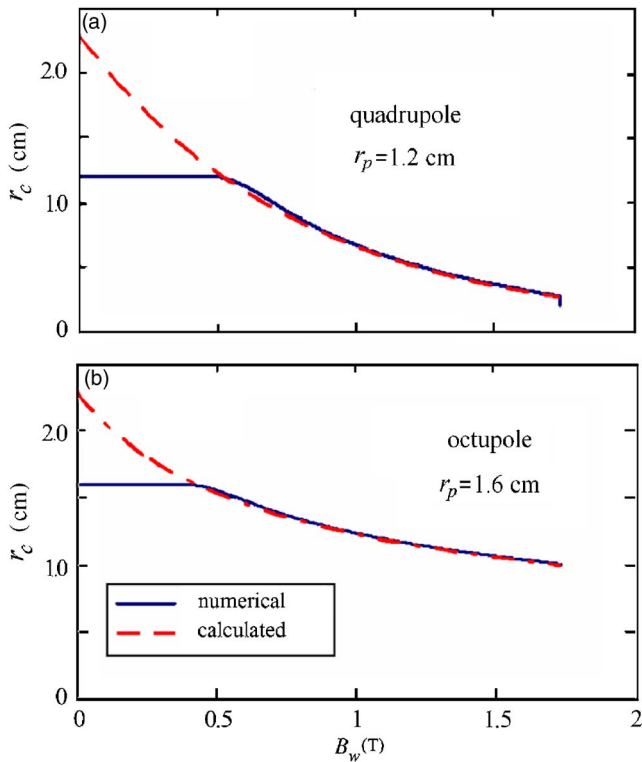 (a)
2.0
1.0
0
r_c (cm)
quadrupole
r_p=1.2 cm
(b)
2.0
1.0
0
r_c (cm)
octupole
r_p=1.6 cm
numerical
calculated
0 0.5 1 1.5 2
B_w(T)